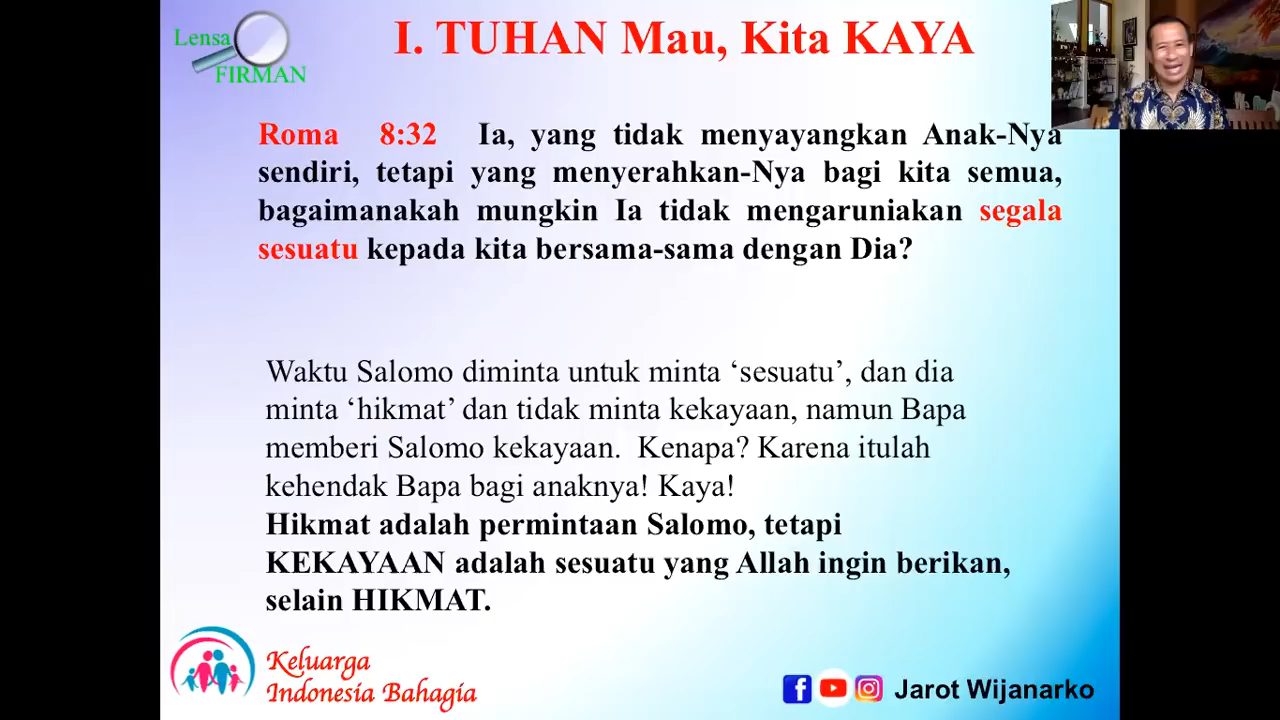 Lensa
FIRMAN
I. TUHAN Mau, Kita KAYA
Roma 8:32 Ia, yang tidak menyayangkan Anak-Nya
sendiri, tetapi yang menyerahkan-Nya bagi kita semua,
bagaimanakah mungkin Ia tidak mengaruniakan segala
sesuatu kepada kita bersama-sama dengan Dia?
Waktu Salomo diminta untuk minta ‘sesuatu’, dan dia
minta ‘hikmat’ dan tidak minta kekayaan, namun Bapa
memberi Salomo kekayaan. Kenapa? Karena itulah
kehendak Bapa bagi anaknya! Kaya!
Hikmat adalah permintaan Salomo, tetapi
KEKAYAAN adalah sesuatu yang Allah ingin berikan,
selain HIKMAT.
Keluarga
Indonesia Bahagia
Jarot Wijanarko